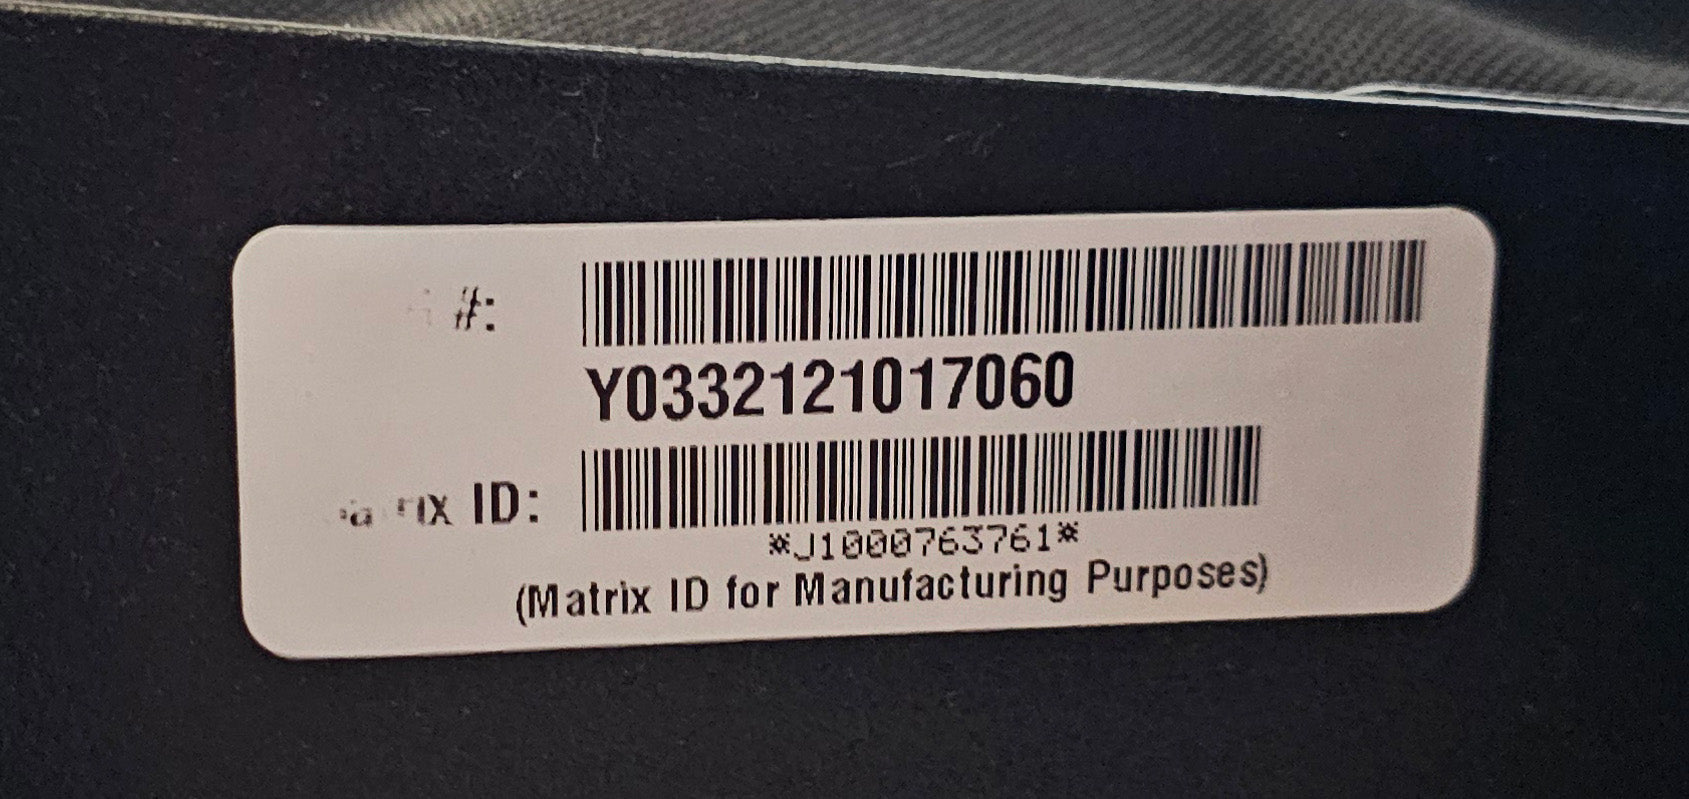 #:
Y0332121017060
ID:
*J1000763761*
(Matrix ID for Manufacturing Purposes)